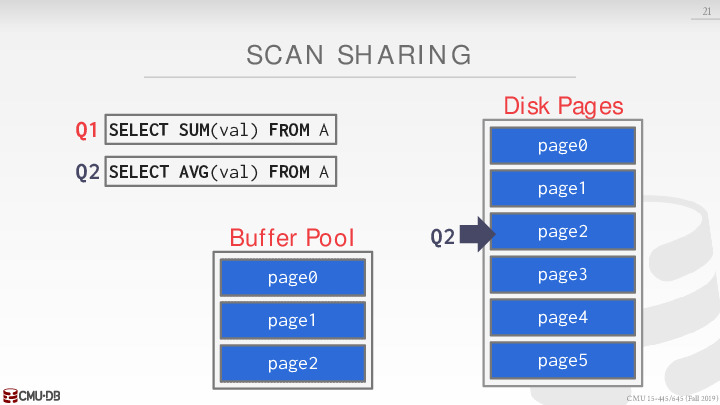 21
SCAN SHARING
Q1 SELECT SUM(val) FROM A
Q2 SELECT AVG(val) FROM A
Disk Pages
page0
page1
page2
page3
page4
page5
Q2
Buffer Pool
page0
page1
page2
CMU·DB
CMU 15-445/645 (Fall 2019)